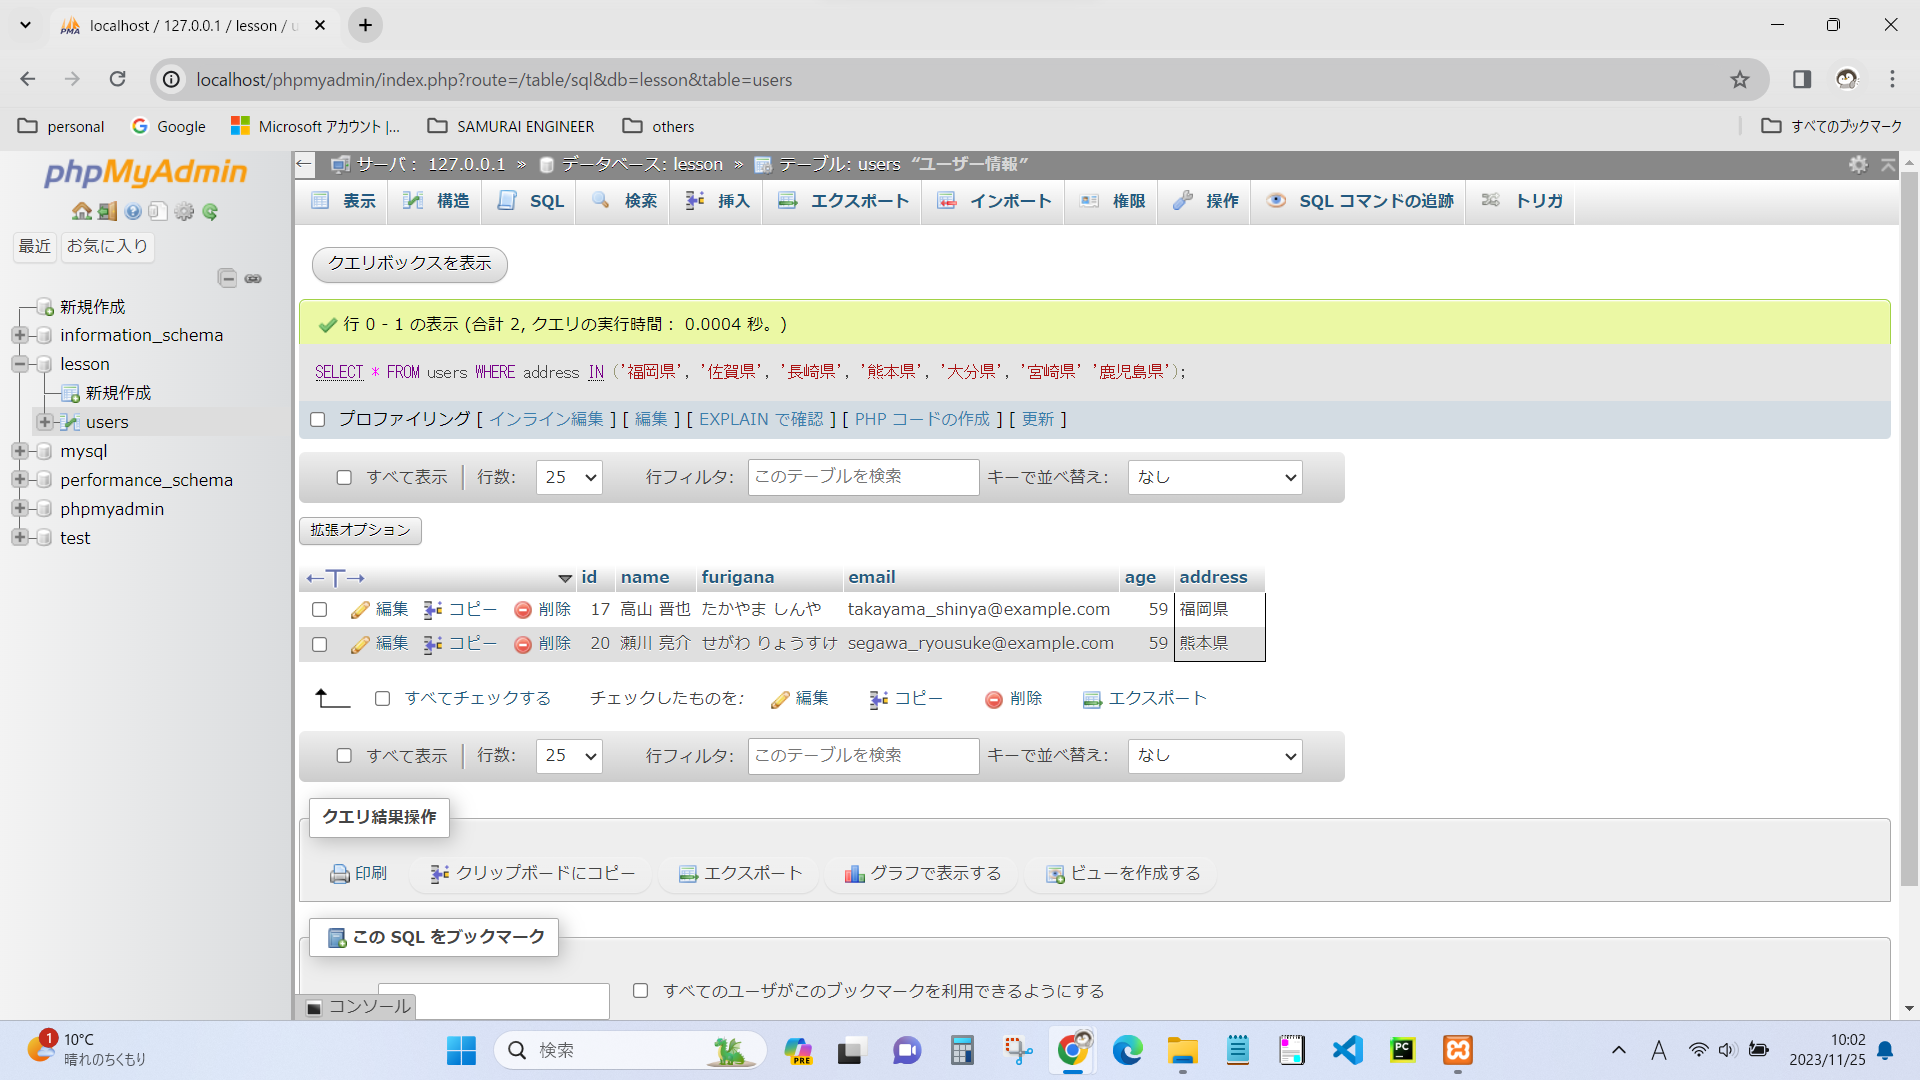 localhost / 127.0.0.1 / lesson / u
localhost/phpmyadmin/index.php?route=/table/sql&db=lesson&table=users
personal Google Microsoft アカウント |... SAMURAI ENGINEER others すべてのブックマーク
phpMyAdmin
最近 お気に入り
新規作成
information_schema
lesson
新規作成
users
mysql
performance_schema
phpmyadmin
test
サーバ: 127.0.0.1 » データベース: lesson » テーブル: users “ユーザー情報”
表示 構造 SQL 検索 挿入 エクスポート インポート 権限 操作 SQL コマンドの追跡 トリガ
クエリボックスを表示
行 0 - 1 の表示 (合計 2, クエリの実行時間: 0.0004 秒。)
SELECT * FROM users WHERE address IN ('福岡県', '佐賀県', '長崎県', '熊本県', '大分県', '宮崎県' '鹿児島県');
プロファイリング [ インライン編集 ] [ 編集 ] [ EXPLAIN で確認 ] [ PHP コードの作成 ] [ 更新 ]
すべて表示 行数: 25 行フィルタ: このテーブルを検索 キーで並べ替え: なし
拡張オプション
←T→ id name furigana email age address
編集 コピー 削除 17 高山 晋也 たかやま しんや takayama_shinya@example.com 59 福岡県
編集 コピー 削除 20 瀬川 亮介 せがわ りょうすけ segawa_ryousuke@example.com 59 熊本県
すべてチェックする チェックしたものを: 編集 コピー 削除 エクスポート
すべて表示 行数: 25 行フィルタ: このテーブルを検索 キーで並べ替え: なし
クエリ結果操作
印刷 クリップボードにコピー エクスポート グラフで表示する ビューを作成する
この SQL をブックマーク
すべてのユーザがこのブックマークを利用できるようにする
コンソール
1 10°C
晴れのちくもり
検索
PRE
PC
A
10:02
2023/11/25